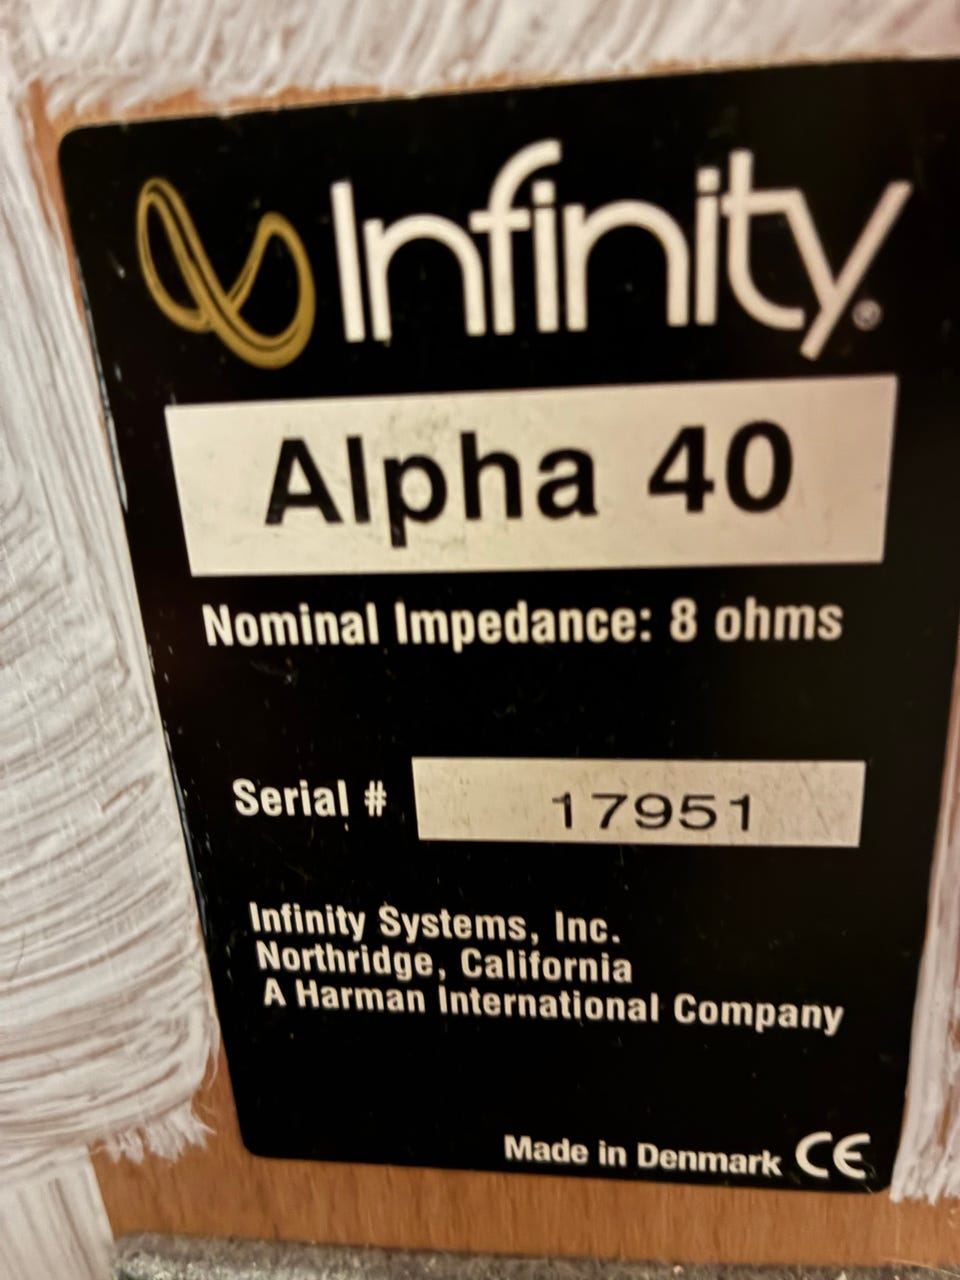 Infinity®
Alpha 40
Nominal Impedance: 8 ohms
Serial # 17951
Infinity Systems, Inc.
Northridge, California
A Harman International Company
Made in Denmark CE